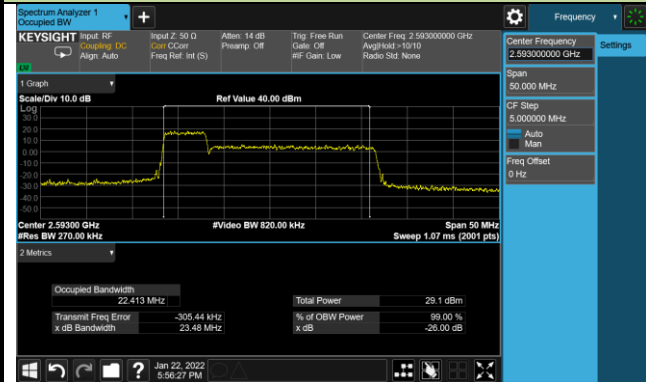 Spectrum Analyzer 1
Occupied BW
Frequency
KEYSIGHT
Input: RF
Coupling: DC
Align: Auto
Input Z: 50 Ω
Corr CCorr
Freq Ref: Int (S)
Atten: 14 dB
Preamp: Off
Trig: Free Run
Gate: Off
#IF Gain: Low
Center Freq: 2.593000000 GHz
Avg|Hold:>10/10
Radio Std: None
Center Frequency
2.593000000 GHz
Settings
Span
50.000 MHz
CF Step
5.000000 MHz
Auto
Man
Freq Offset
0 Hz
1 Graph
Scale/Div 10.0 dB
Ref Value 40.00 dBm
Log
30.0
20.0
10.0
0.00
-10.0
-20.0
-30.0
-40.0
-50.0
Center 2.59300 GHz
#Video BW 820.00 kHz
Span 50 MHz
#Res BW 270.00 kHz
Sweep 1.07 ms (2001 pts)
2 Metrics
Occupied Bandwidth
22.413 MHz
Total Power 29.1 dBm
Transmit Freq Error -305.44 kHz
% of OBW Power 99.00 %
x dB Bandwidth 23.48 MHz
x dB -26.00 dB
?
Jan 22, 2022
5:56:27 PM